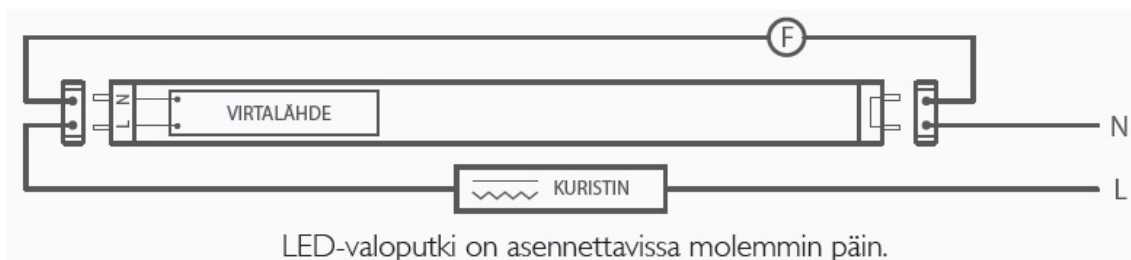 F
N
L
VIRTALÄHDE
N
KURISTIN
L
LED-valoputki on asennettavissa molemmin päin.